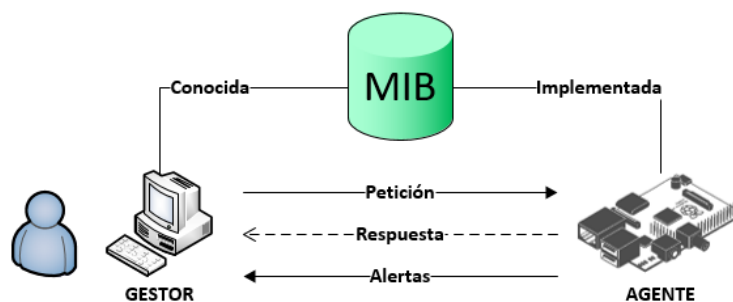 MIB
Conocida
Implementada
Petición
Respuesta
Alertas
GESTOR
AGENTE